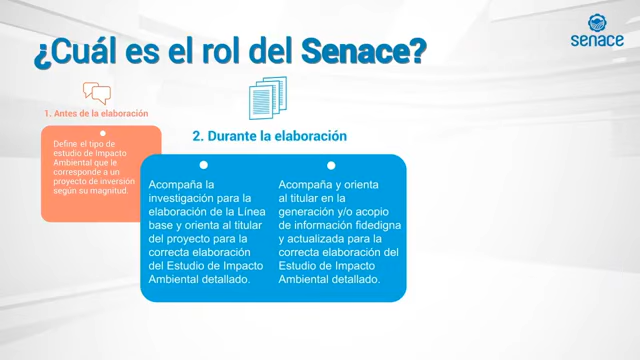 ¿Cuál es el rol del Senace?
senace
1. Antes de la elaboración
Define el tipo de
estudio de Impacto
Ambiental que le
corresponde a un
proyecto de inversión
según su magnitud.
2. Durante la elaboración
Acompaña la
investigación para la
elaboración de la Línea
base y orienta al titular
del proyecto para la
correcta elaboración
del Estudio de Impacto
Ambiental detallado.
Acompaña y orienta
al titular en la
generación y/o acopio
de información fidedigna
y actualizada para la
correcta elaboración del
Estudio de Impacto
Ambiental detallado.